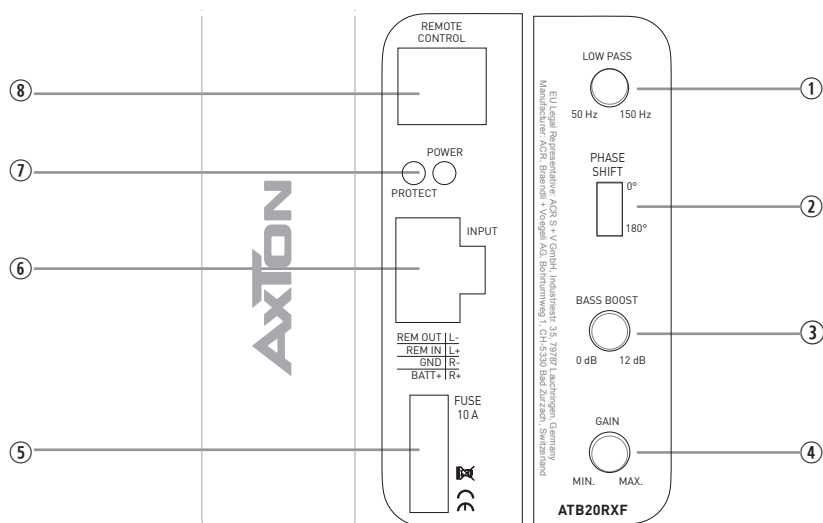 REMOTE
CONTROL
⑧
POWER
⑦
PROTECT
INPUT
⑥
REM OUT L-
REM IN L+
GND R-
BATT+ R+
FUSE
10 A
⑤
AXTON
LOW PASS
①
50 Hz 150 Hz
PHASE
SHIFT
0°
②
180°
BASS BOOST
③
0 dB 12 dB
GAIN
④
MIN. MAX.
ATB20RXF
EU Legal Representative: ACR S + V GmbH, Industriestr. 35, 79787 Lauchringen, Germany
Manufacturer: ACR, Braendli + Voegeli AG, Bohrturmweg 1, CH-5330 Bad Zurzach, Switzerland
CE